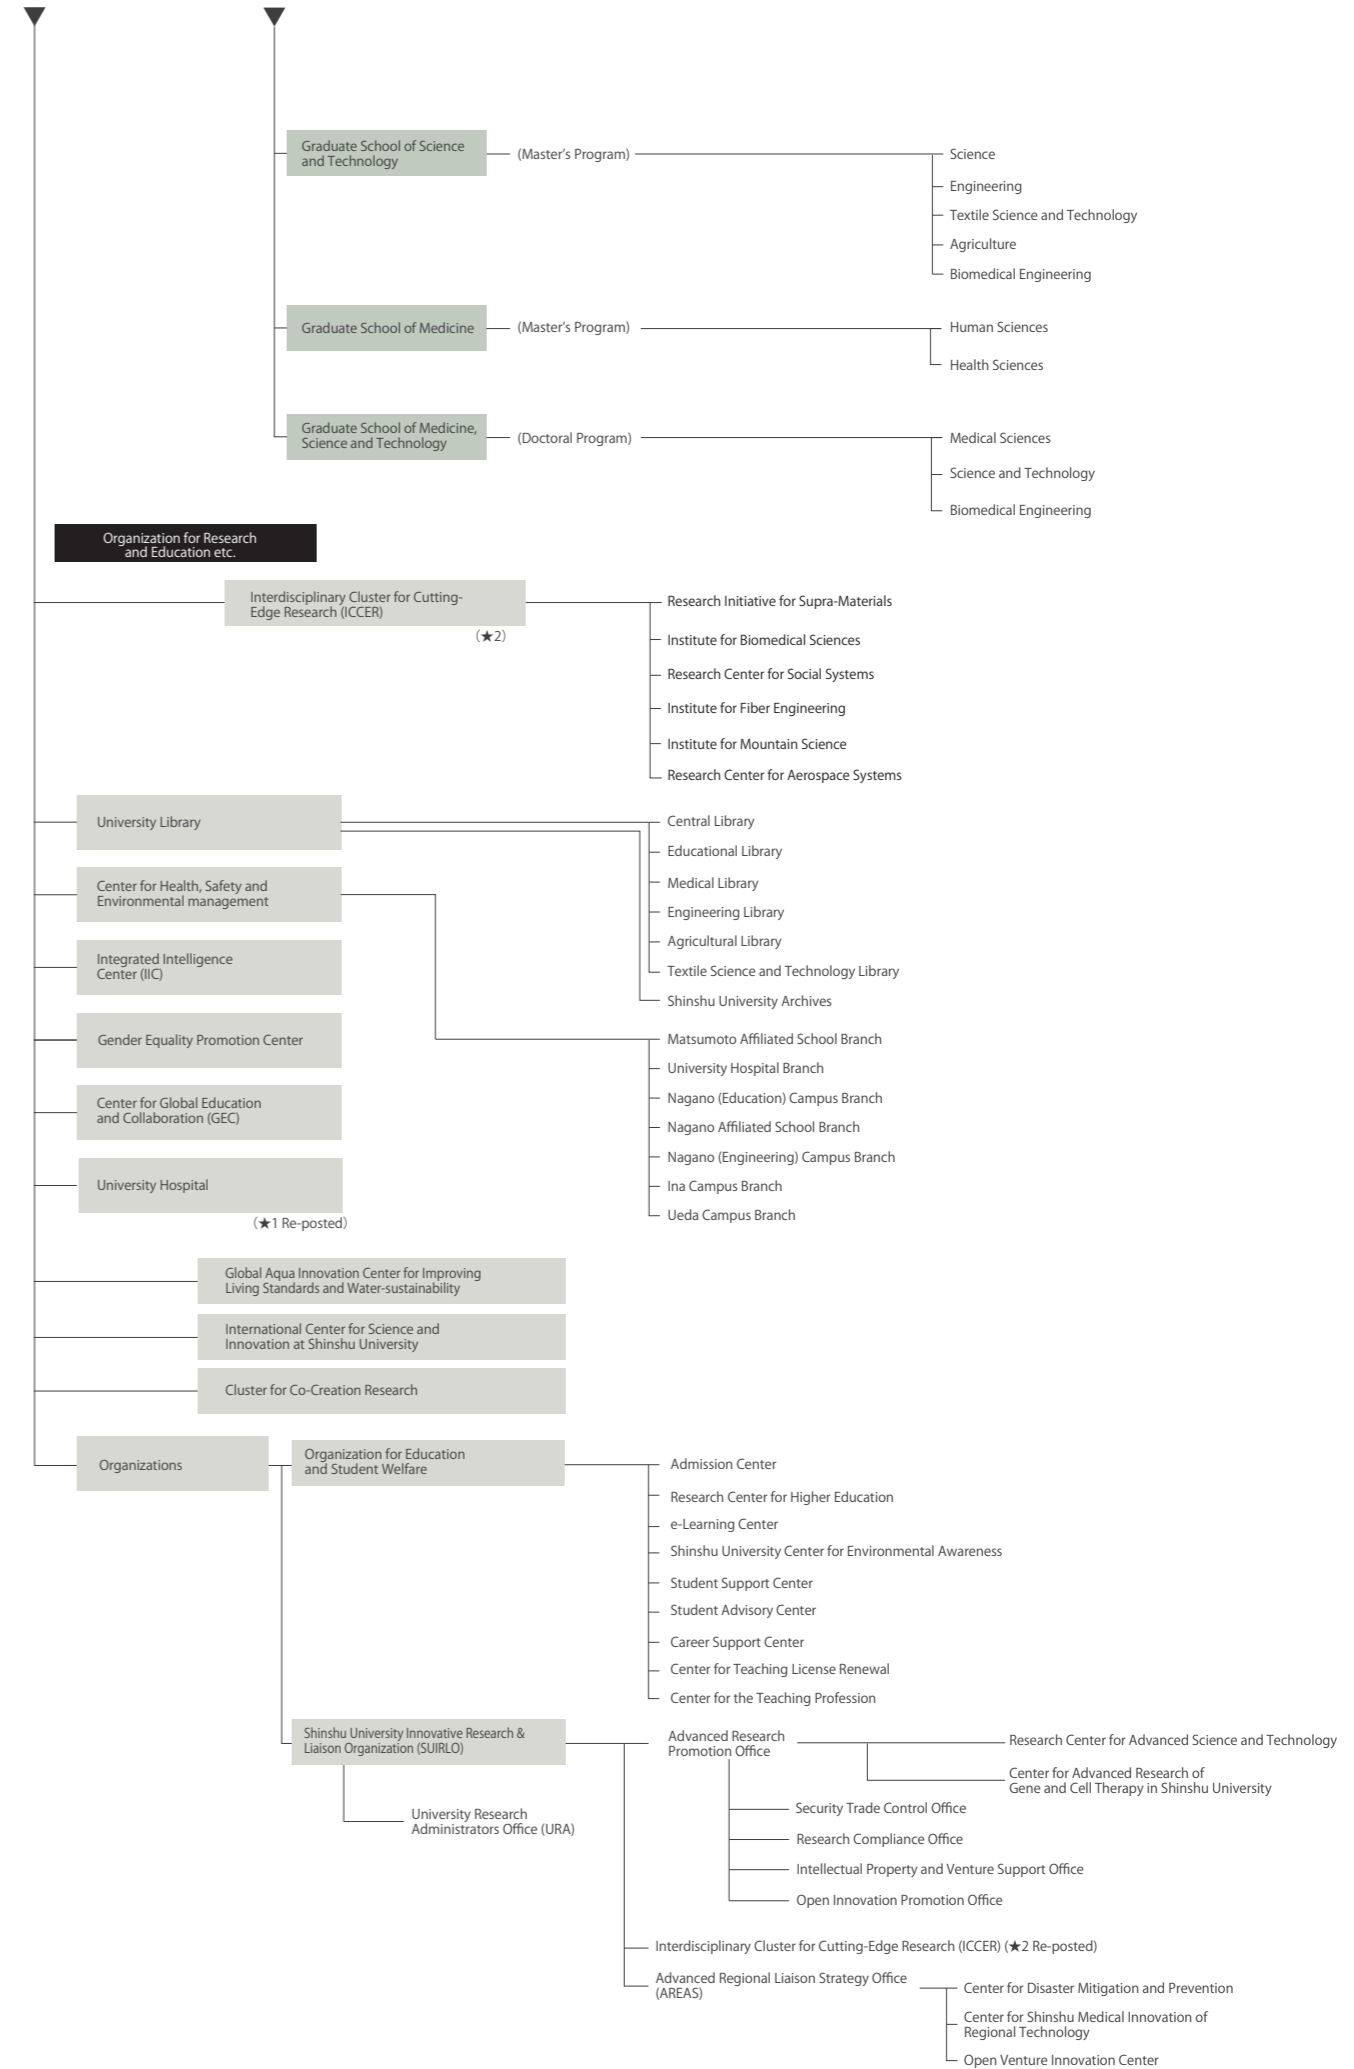 Graduate School of Science
and Technology
(Master's Program)
Science
Engineering
Textile Science and Technology
Agriculture
Biomedical Engineering
Graduate School of Medicine
(Master's Program)
Human Sciences
Health Sciences
Graduate School of Medicine,
Science and Technology
(Doctoral Program)
Medical Sciences
Science and Technology
Biomedical Engineering
Organization for Research
and Education etc.
Interdisciplinary Cluster for Cutting-
Edge Research (ICCER)
(★2)
Research Initiative for Supra-Materials
Institute for Biomedical Sciences
Research Center for Social Systems
Institute for Fiber Engineering
Institute for Mountain Science
Research Center for Aerospace Systems
University Library
Central Library
Educational Library
Medical Library
Engineering Library
Agricultural Library
Textile Science and Technology Library
Shinshu University Archives
Center for Health, Safety and
Environmental management
Matsumoto Affiliated School Branch
University Hospital Branch
Nagano (Education) Campus Branch
Nagano Affiliated School Branch
Nagano (Engineering) Campus Branch
Ina Campus Branch
Ueda Campus Branch
Integrated Intelligence
Center (IIC)
Gender Equality Promotion Center
Center for Global Education
and Collaboration (GEC)
University Hospital
(★1 Re-posted)
Global Aqua Innovation Center for Improving
Living Standards and Water-sustainability
International Center for Science and
Innovation at Shinshu University
Cluster for Co-Creation Research
Organizations
Organization for Education
and Student Welfare
Admission Center
Research Center for Higher Education
e-Learning Center
Shinshu University Center for Environmental Awareness
Student Support Center
Student Advisory Center
Career Support Center
Center for Teaching License Renewal
Center for the Teaching Profession
Shinshu University Innovative Research &
Liaison Organization (SUIRLO)
University Research
Administrators Office (URA)
Advanced Research
Promotion Office
Research Center for Advanced Science and Technology
Center for Advanced Research of
Gene and Cell Therapy in Shinshu University
Security Trade Control Office
Research Compliance Office
Intellectual Property and Venture Support Office
Open Innovation Promotion Office
Interdisciplinary Cluster for Cutting-Edge Research (ICCER) (★2 Re-posted)
Advanced Regional Liaison Strategy Office
(AREAS)
Center for Disaster Mitigation and Prevention
Center for Shinshu Medical Innovation of
Regional Technology
Open Venture Innovation Center